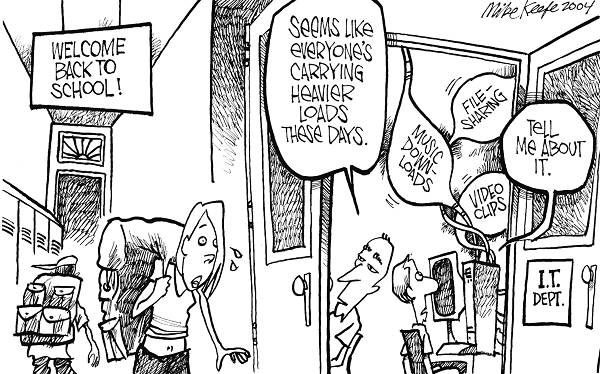 Mike Keefe 2004
WELCOME
BACK TO
SCHOOL!
SEEMS LIKE
EVERYONE'S
CARRYING
HEAVIER
LOADS
THESE DAYS.
MUSIC
DOWN-
LOADS
FILE-
SHARING
VIDEO
CLIPS
TELL
ME ABOUT
IT.
I.T.
DEPT.